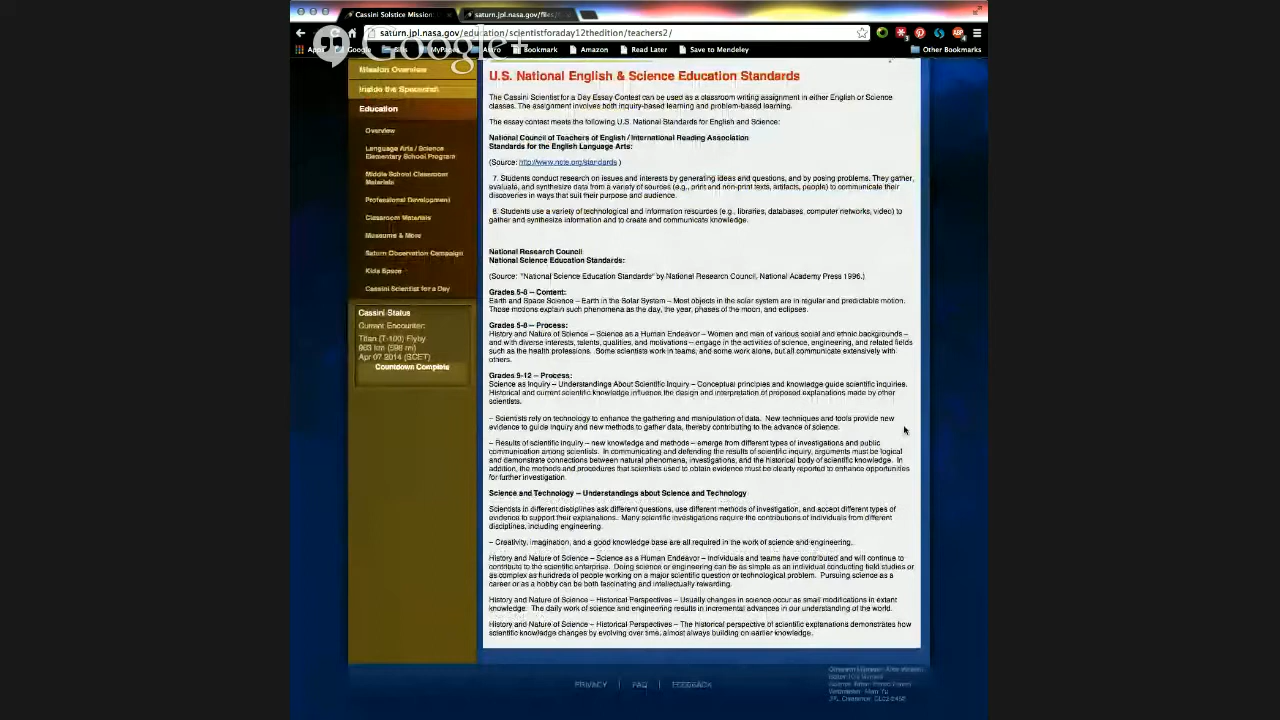 Cassini Solstice Mission
saturn.jpl.nasa.gov/files/
saturn.jpl.nasa.gov/education/scientistforaday12thedition/teachers2/
Google+
Apps
Google
Bills
MyPages
Astro
Bookmark
Amazon
Read Later
Save to Mendeley
Other Bookmarks
Mission Overview
Inside the Spacecraft
Education
Overview
Language Arts / Science
Elementary School Program
Middle School Classroom
Materials
Professional Development
Classroom Materials
Museums & More
Saturn Observation Campaign
Kids Space
Cassini Scientist for a Day
Cassini Status
Current Encounter:
Titan (T-100) Flyby
963 km (598 mi)
Apr 07 2014 (SCET)
Countdown Complete
U.S. National English & Science Education Standards
The Cassini Scientist for a Day Essay Contest can be used as a classroom writing assignment in either English or Science
classes. The assignment involves both inquiry-based learning and problem-based learning.
The essay contest meets the following U.S. National Standards for English and Science:
National Council of Teachers of English / International Reading Association
Standards for the English Language Arts:
(Source: http://www.ncte.org/standards )
7. Students conduct research on issues and interests by generating ideas and questions, and by posing problems. They gather,
evaluate, and synthesize data from a variety of sources (e.g., print and non-print texts, artifacts, people) to communicate their
discoveries in ways that suit their purpose and audience.
8. Students use a variety of technological and information resources (e.g., libraries, databases, computer networks, video) to
gather and synthesize information and to create and communicate knowledge.
National Research Council
National Science Education Standards:
(Source: "National Science Education Standards" by National Research Council, National Academy Press 1996.)
Grades 5-8 – Content:
Earth and Space Science – Earth in the Solar System – Most objects in the solar system are in regular and predictable motion.
Those motions explain such phenomena as the day, the year, phases of the moon, and eclipses.
Grades 5-8 – Process:
History and Nature of Science – Science as a Human Endeavor – Women and men of various social and ethnic backgrounds –
and with diverse interests, talents, qualities, and motivations – engage in the activities of science, engineering, and related fields
such as the health professions. Some scientists work in teams, and some work alone, but all communicate extensively with
others.
Grades 9-12 – Process:
Science as Inquiry – Understandings About Scientific Inquiry – Conceptual principles and knowledge guide scientific inquiries.
Historical and current scientific knowledge influence the design and interpretation of proposed explanations made by other
scientists.
– Scientists rely on technology to enhance the gathering and manipulation of data. New techniques and tools provide new
evidence to guide inquiry and new methods to gather data, thereby contributing to the advance of science.
– Results of scientific inquiry – new knowledge and methods – emerge from different types of investigations and public
communication among scientists. In communicating and defending the results of scientific inquiry, arguments must be logical
and demonstrate connections between natural phenomena, investigations, and the historical body of scientific knowledge. In
addition, the methods and procedures that scientists used to obtain evidence must be clearly reported to enhance opportunities
for further investigation.
Science and Technology – Understandings about Science and Technology
Scientists in different disciplines ask different questions, use different methods of investigation, and accept different types of
evidence to support their explanations. Many scientific investigations require the contributions of individuals from different
disciplines, including engineering.
– Creativity, imagination, and a good knowledge base are all required in the work of science and engineering.
History and Nature of Science – Science as a Human Endeavor – Individuals and teams have contributed and will continue to
contribute to the scientific enterprise. Doing science or engineering can be as simple as an individual conducting field studies or
as complex as hundreds of people working on a major scientific question or technological problem. Pursuing science as a
career or as a hobby can be both fascinating and intellectually rewarding.
History and Nature of Science – Historical Perspectives – Usually changes in science occur as small modifications in extant
knowledge. The daily work of science and engineering results in incremental advances in our understanding of the world.
History and Nature of Science – Historical Perspectives – The historical perspective of scientific explanations demonstrates how
scientific knowledge changes by evolving over time, almost always building on earlier knowledge.
PRIVACY | FAQ | FEEDBACK